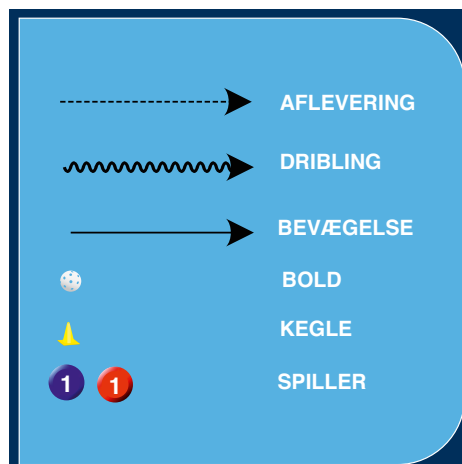 AFLEVERING
DRIBLING
BEVÆGELSE
BOLD
KEGLE
1 1 SPILLER